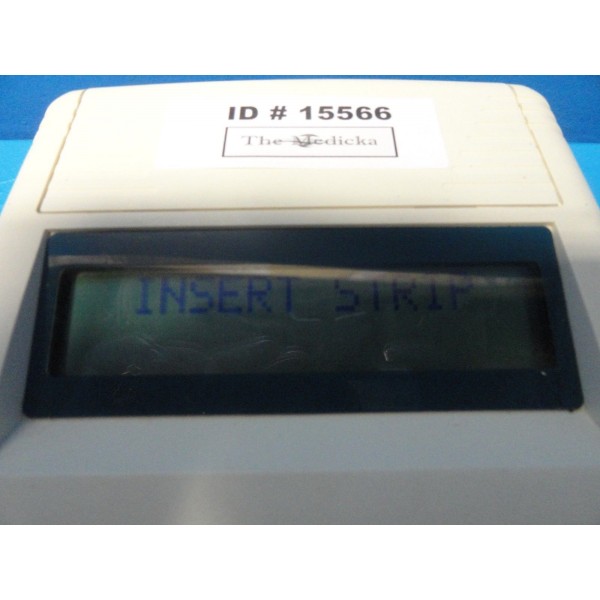 ID # 15566
The Medicka
INSERT STRIP